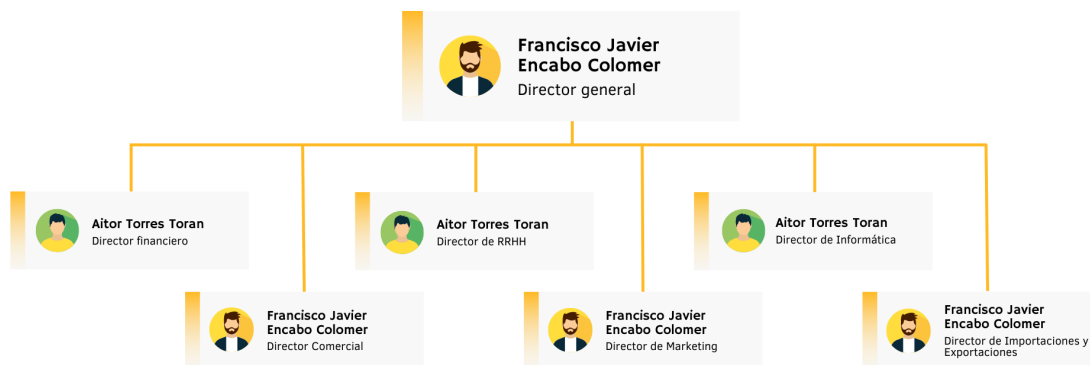 Francisco Javier
Encabo Colomer
Director general
Aitor Torres Toran
Director financiero
Aitor Torres Toran
Director de RRHH
Aitor Torres Toran
Director de Informática
Francisco Javier
Encabo Colomer
Director Comercial
Francisco Javier
Encabo Colomer
Director de Marketing
Francisco Javier
Encabo Colomer
Director de Importaciones y
Exportaciones